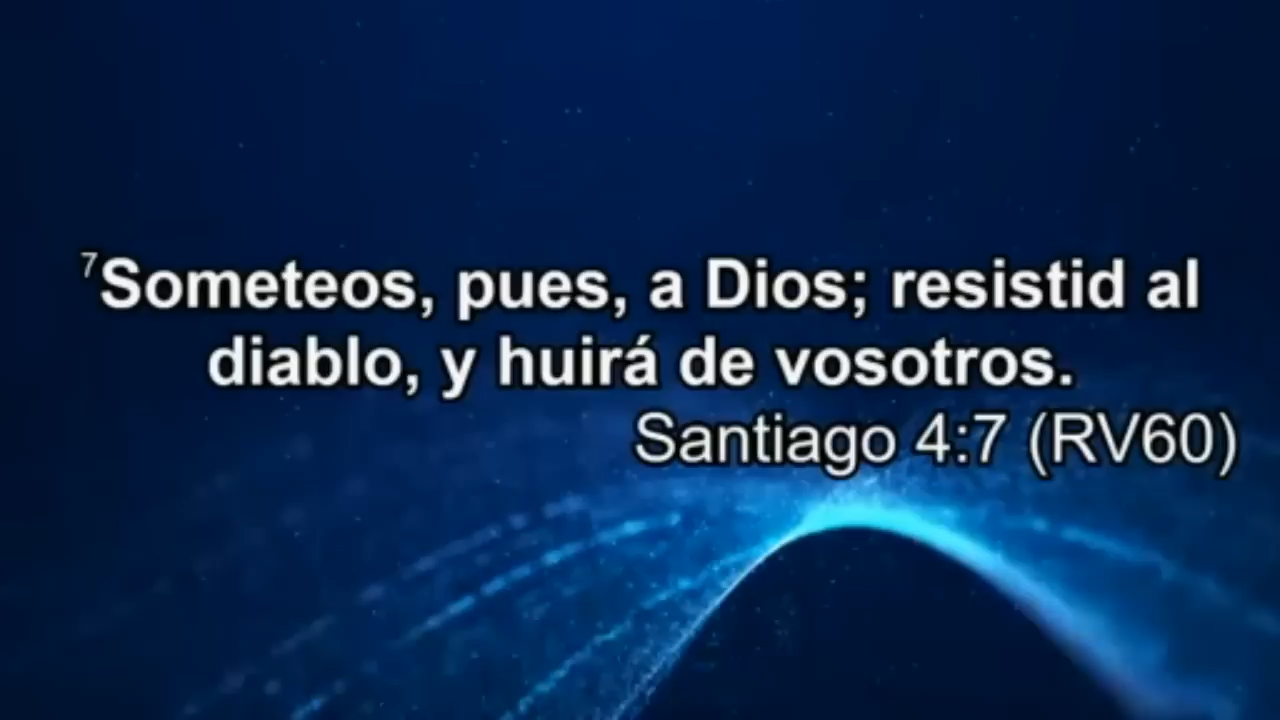 ⁷Someteos, pues, a Dios; resistid al
diablo, y huirá de vosotros.
Santiago 4:7 (RV60)